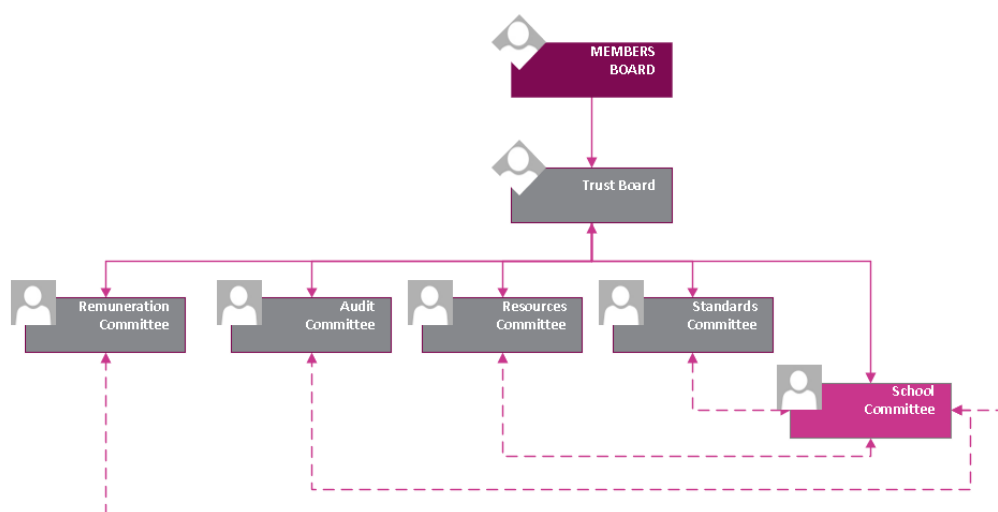 MEMBERS
BOARD
Trust Board
Remuneration
Committee
Audit
Committee
Resources
Committee
Standards
Committee
School
Committee